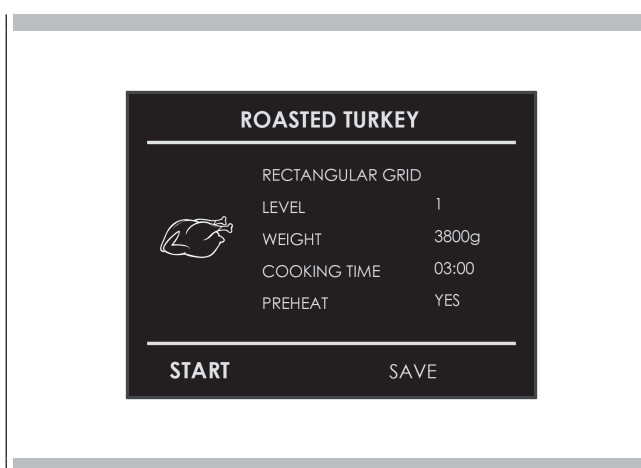 ROASTED TURKEY
RECTANGULAR GRID
LEVEL 1
WEIGHT 3800g
COOKING TIME 03:00
PREHEAT YES
START SAVE